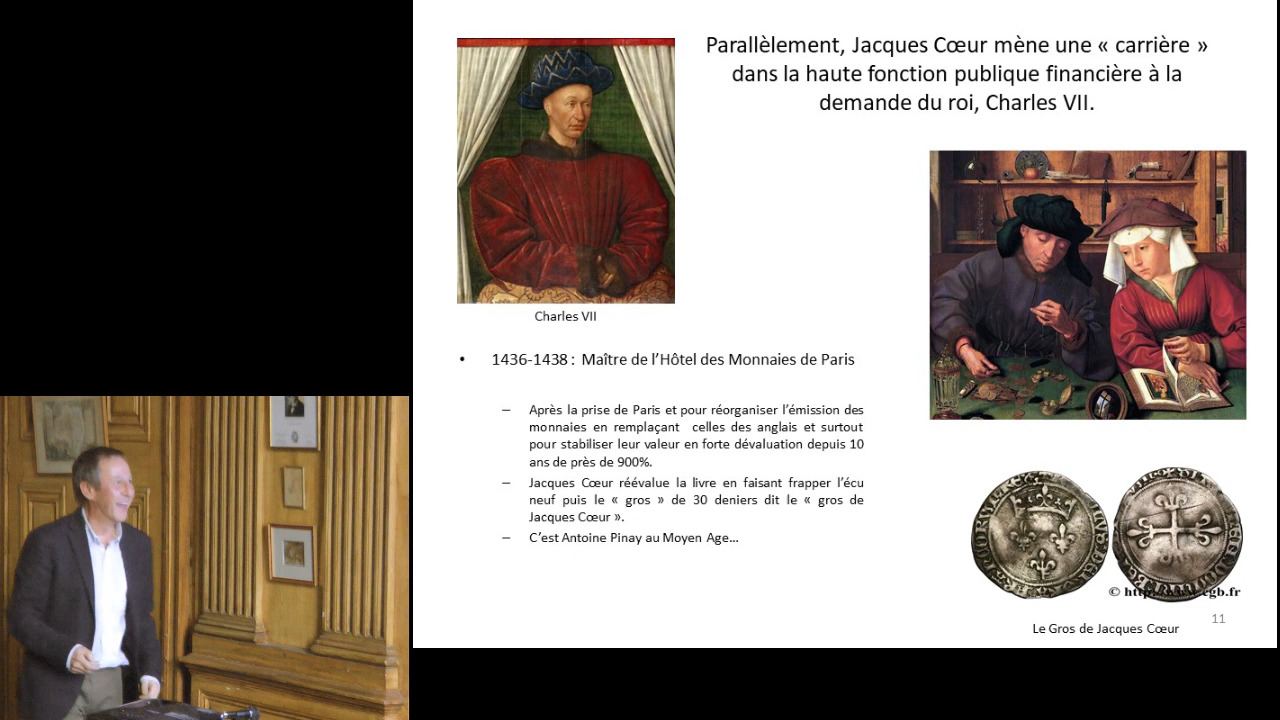 Parallèlement, Jacques Cœur mène une « carrière »
dans la haute fonction publique financière à la
demande du roi, Charles VII.
Charles VII
• 1436-1438 : Maître de l’Hôtel des Monnaies de Paris
– Après la prise de Paris et pour réorganiser l’émission des
monnaies en remplaçant celles des anglais et surtout
pour stabiliser leur valeur en forte dévaluation depuis 10
ans de près de 900%.
– Jacques Cœur réévalue la livre en faisant frapper l’écu
neuf puis le « gros » de 30 deniers dit le « gros de
Jacques Cœur ».
– C’est Antoine Pinay au Moyen Age…
Le Gros de Jacques Cœur
11